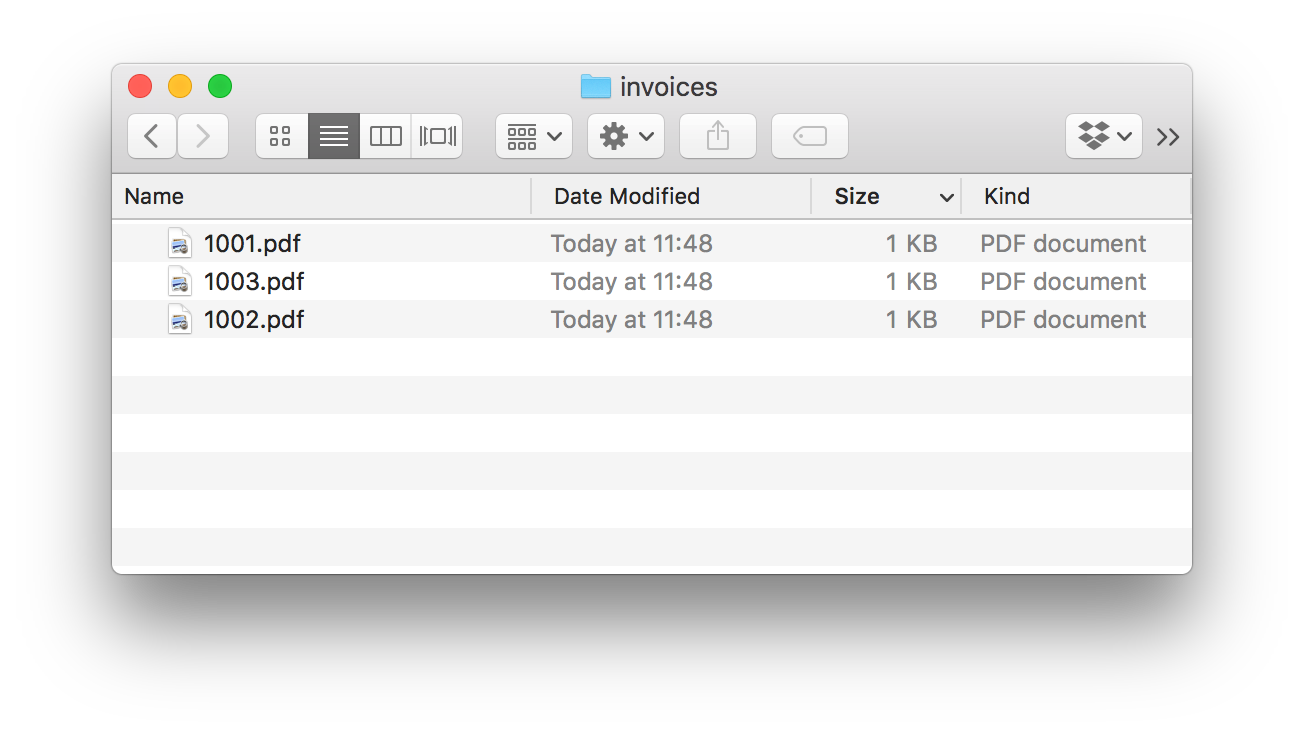 invoices
Name Date Modified Size Kind
1001.pdf Today at 11:48 1 KB PDF document
1003.pdf Today at 11:48 1 KB PDF document
1002.pdf Today at 11:48 1 KB PDF document